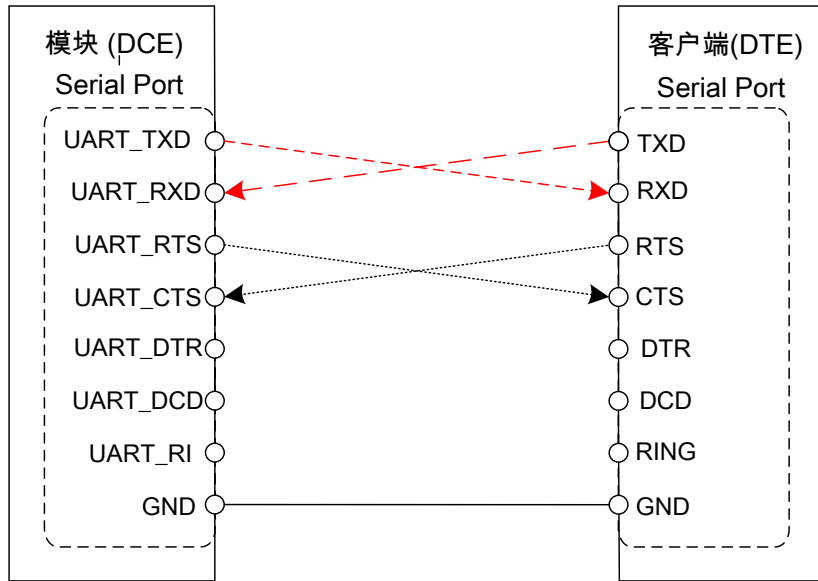 模块 (DCE)
Serial Port
UART_TXD
UART_RXD
UART_RTS
UART_CTS
UART_DTR
UART_DCD
UART_RI
GND
客户端(DTE)
Serial Port
TXD
RXD
RTS
CTS
DTR
DCD
RING
GND